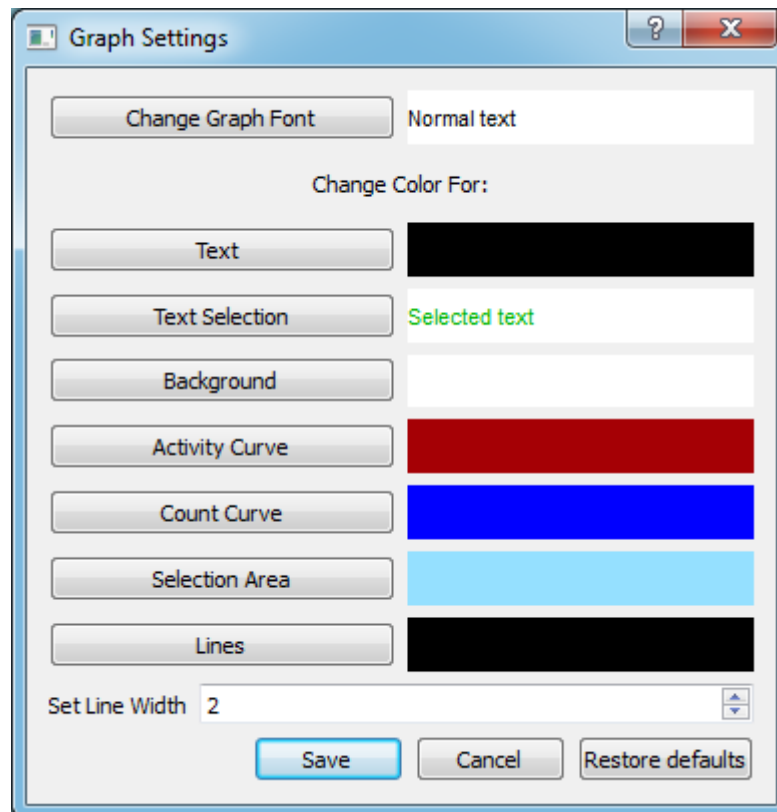 Graph Settings
Change Graph Font Normal text
Change Color For:
Text
Text Selection Selected text
Background
Activity Curve
Count Curve
Selection Area
Lines
Set Line Width 2
Save Cancel Restore defaults